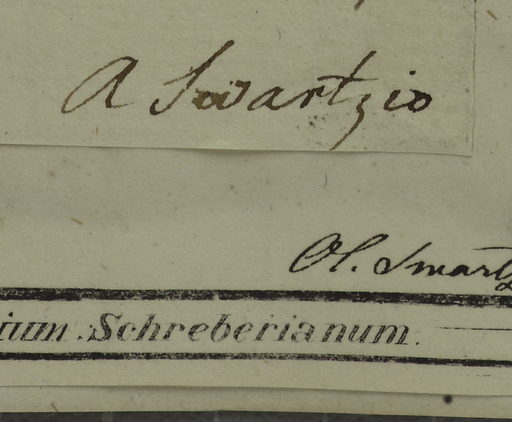 A Swartzio
Ol. Swartz
ium Schreberianum.